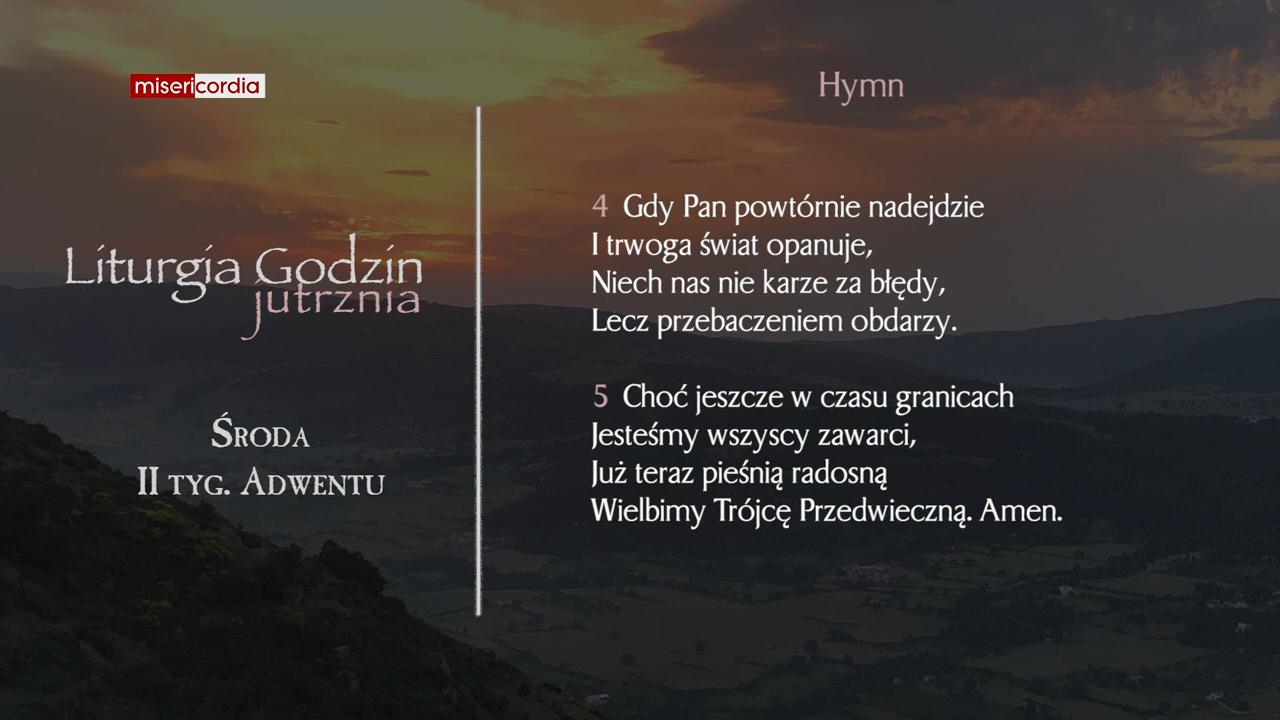 misericordia
Liturgia Godzin
jutrznia
Środa
II tyg. Adwentu
Hymn
4 Gdy Pan powtórnie nadejdzie
I trwoga świat opanuje,
Niech nas nie karze za błędy,
Lecz przebaczeniem obdarzy.
5 Choć jeszcze w czasu granicach
Jesteśmy wszyscy zawarci,
Już teraz pieśnią radosną
Wielbimy Trójcę Przedwieczną. Amen.